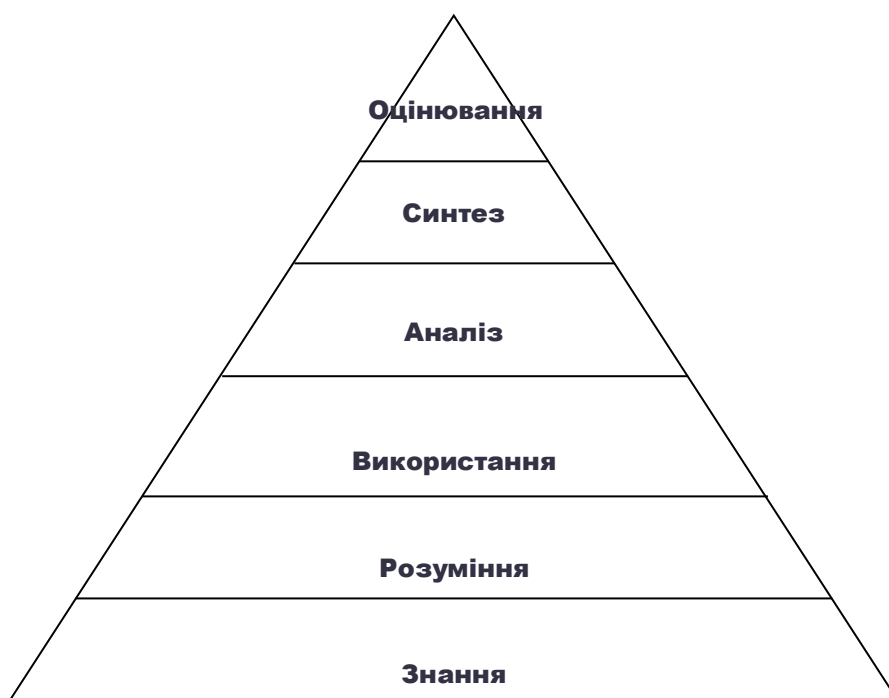 Оцінювання
Синтез
Аналіз
Використання
Розуміння
Знання